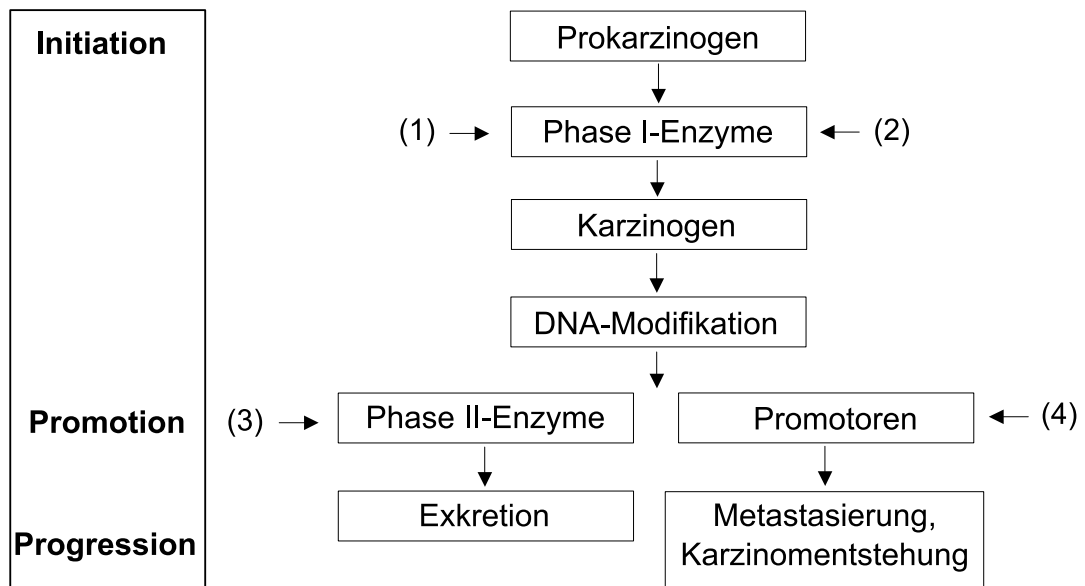 Initiation
Prokarzinogen
(1)
Phase I-Enzyme
(2)
Karzinogen
DNA-Modifikation
Promotion
(3)
Phase II-Enzyme
Promotoren
(4)
Exkretion
Metastasierung,
Karzinomentstehung
Progression